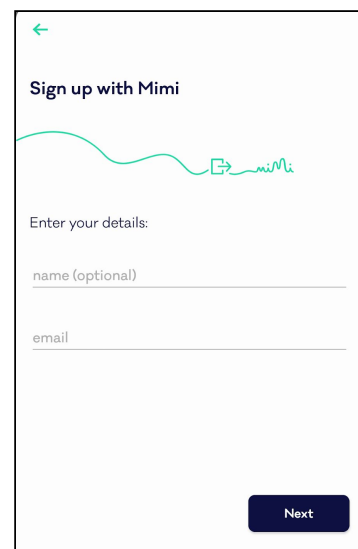 Sign up with Mimi
miMi
Enter your details:
name (optional)
email
Next